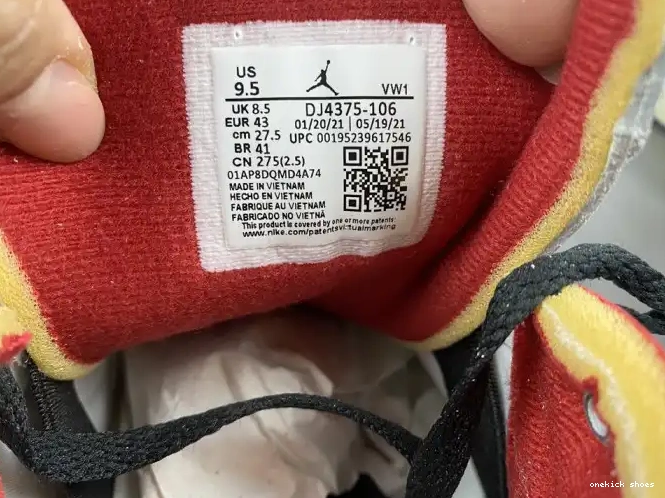 US
9.5
VW1
UK 8.5
DJ4375-106
EUR 43
01/20/21 | 05/19/21
cm 27.5
UPC 00195239617546
BR 41
CN 275(2.5)
01AP8DQMD4A74
MADE IN VIETNAM
HECHO EN VIETNAM
FABRIQUE AU VIETNAM
FABRICADO NO VIETNÃ
This product is covered by one or more patents:
www.nike.com/patentsvirtualmarking
onekick shoes